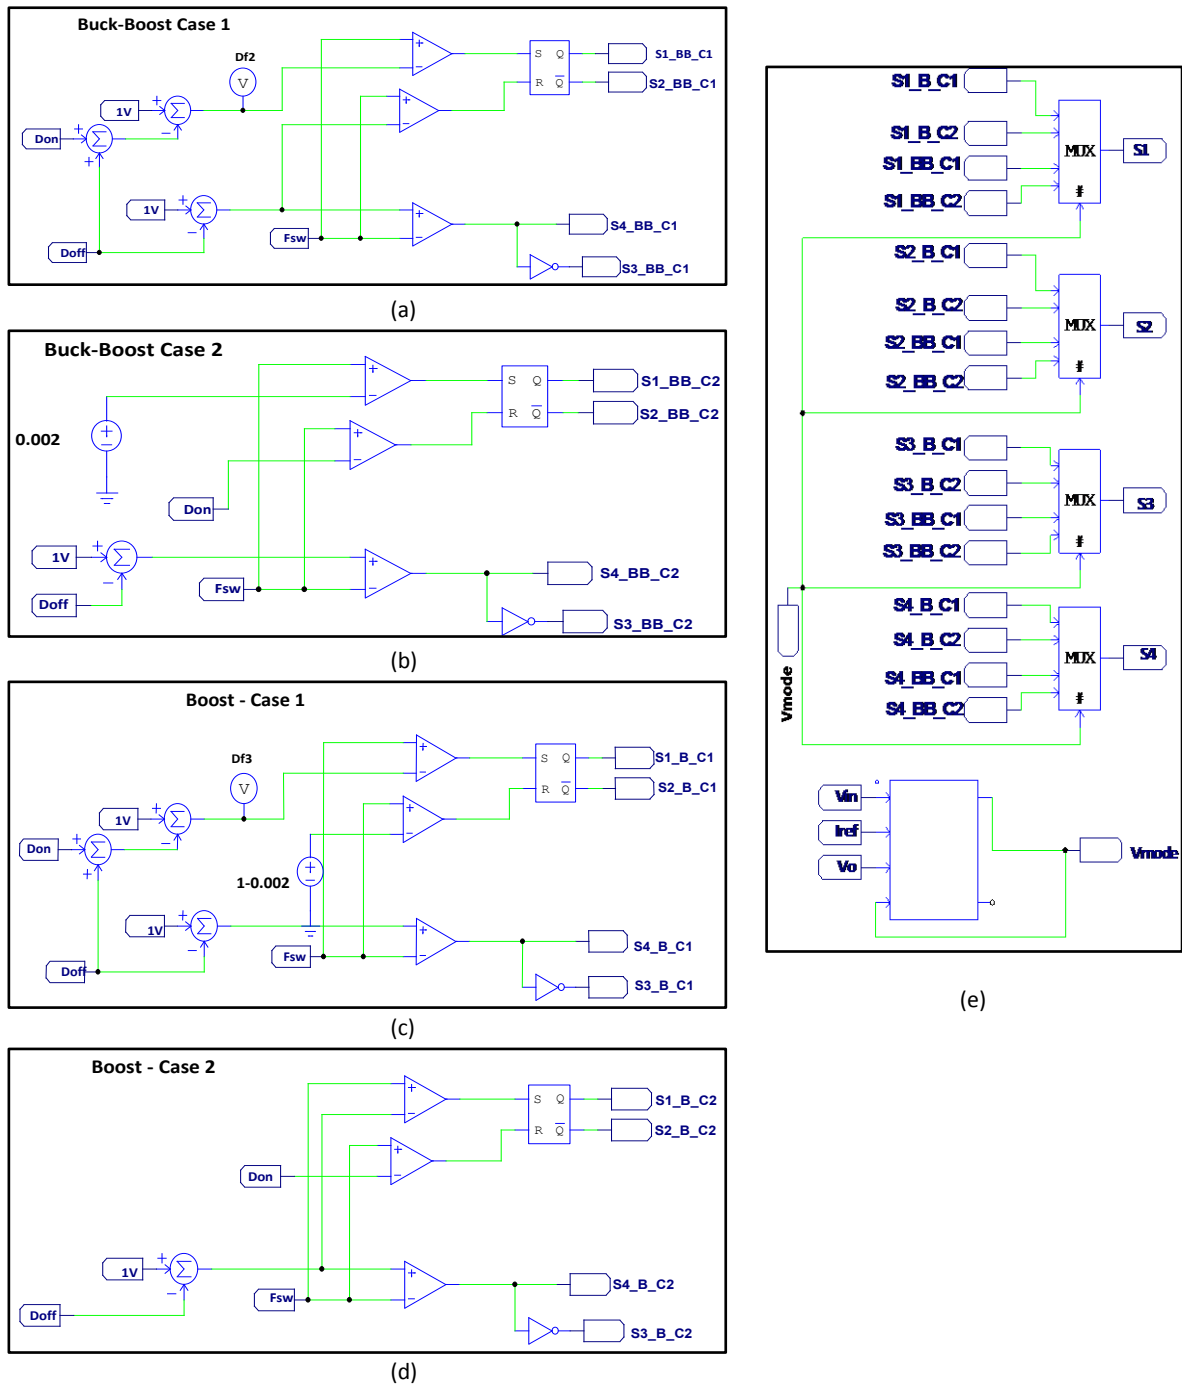 Buck-Boost Case 1
Df2
V
1V
Don
Σ
Σ
1V
Σ
Doff
Fsw
S Q
R Q
S1_BB_C1
S2_BB_C1
S4_BB_C1
S3_BB_C1
(a)
Buck-Boost Case 2
0.002
Don
1V
Σ
Doff
Fsw
S Q
R Q
S1_BB_C2
S2_BB_C2
S4_BB_C2
S3_BB_C2
(b)
Boost - Case 1
Df3
V
1V
Don
Σ
Σ
1-0.002
1V
Σ
Doff
Fsw
S Q
R Q
S1_B_C1
S2_B_C1
S4_B_C1
S3_B_C1
(c)
Boost - Case 2
Don
1V
Σ
Doff
Fsw
S Q
R Q
S1_B_C2
S2_B_C2
S4_B_C2
S3_B_C2
(d)
S1_B_C1
S1_B_C2
S1_BB_C1
S1_BB_C2
MUX
#
S1
S2_B_C1
S2_B_C2
S2_BB_C1
S2_BB_C2
MUX
#
S2
S3_B_C1
S3_B_C2
S3_BB_C1
S3_BB_C2
MUX
#
S3
S4_B_C1
S4_B_C2
S4_BB_C1
S4_BB_C2
MUX
#
S4
Vmode
Vin
Iref
Vo
Vmode
(e)